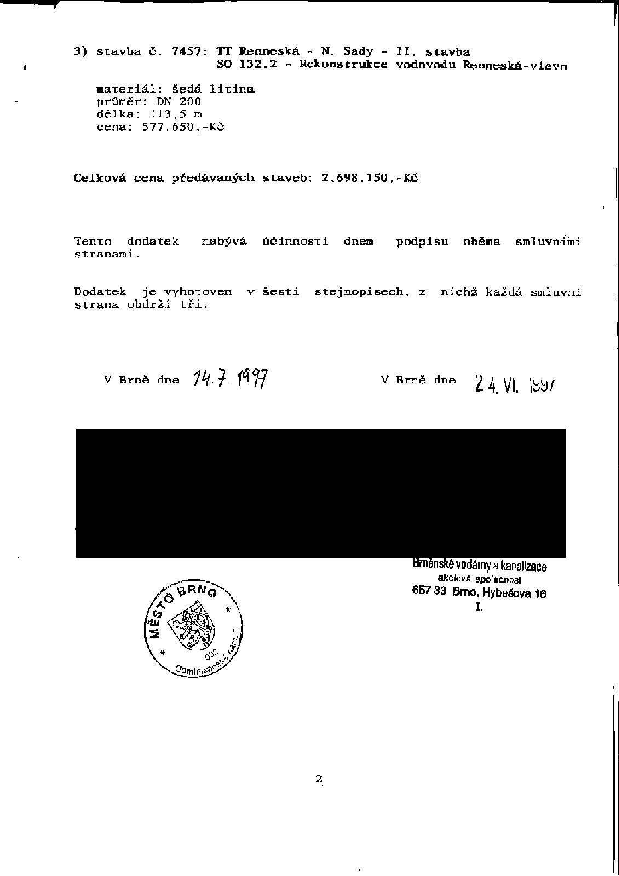 3) stavba č. 7457: TT Renneská - N. Sady - II. stavba
SO 132.2 - Rekonstrukce vodovodu Renneská-vlevo
materiál: šedá litina
průměr: DN 200
délka: 113,5 m
cena: 577.650,-Kč
Celková cena předávaných staveb: 2.698.150,-Kč
Tento dodatek nabývá účinnosti dnem podpisu oběma smluvními
stranami.
Dodatek je vyhotoven v šesti stejnopisech, z nichž každá smluvní
strana obdrží tři.
V Brně dne 14.7 1997
V Brně dne 24. VI. 1997
Brněnské vodárny a kanalizace
akciová společnost
657 33 Brno, Hybešova 16
I.
* MĚSTO BRNO *
2